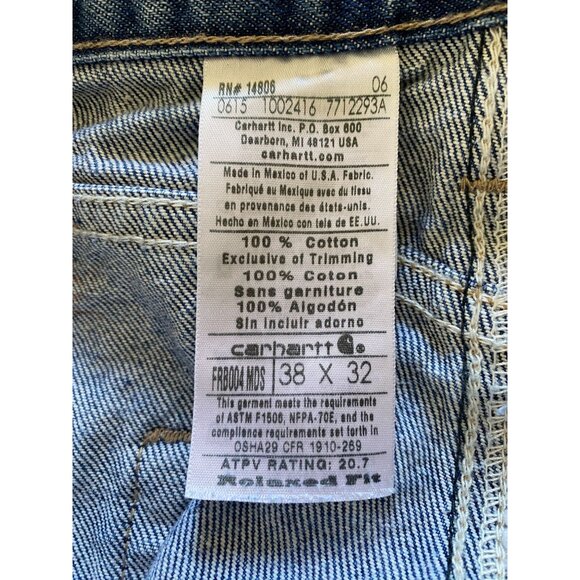 RN# 14806 06
0615 1002416 7712293A
Carhartt Inc. P.O. Box 600
Dearborn, MI 48121 USA
carhartt.com
Made in Mexico of U.S.A. Fabric.
Fabriqué au Mexique avec du tissu
en provenance des états-unis.
Hecho en México con tela de EE.UU.
100 % Cotton
Exclusive of Trimming
100% Coton
Sans garniture
100% Algodón
Sin incluir adorno
carhartt
FRB004 MDS 38 X 32
This garment meets the requirements
of ASTM F1506, NFPA-70E, and the
compliance requirements set forth in
OSHA29 CFR 1910-269
ATPV RATING: 20.7
Relaxed Fit